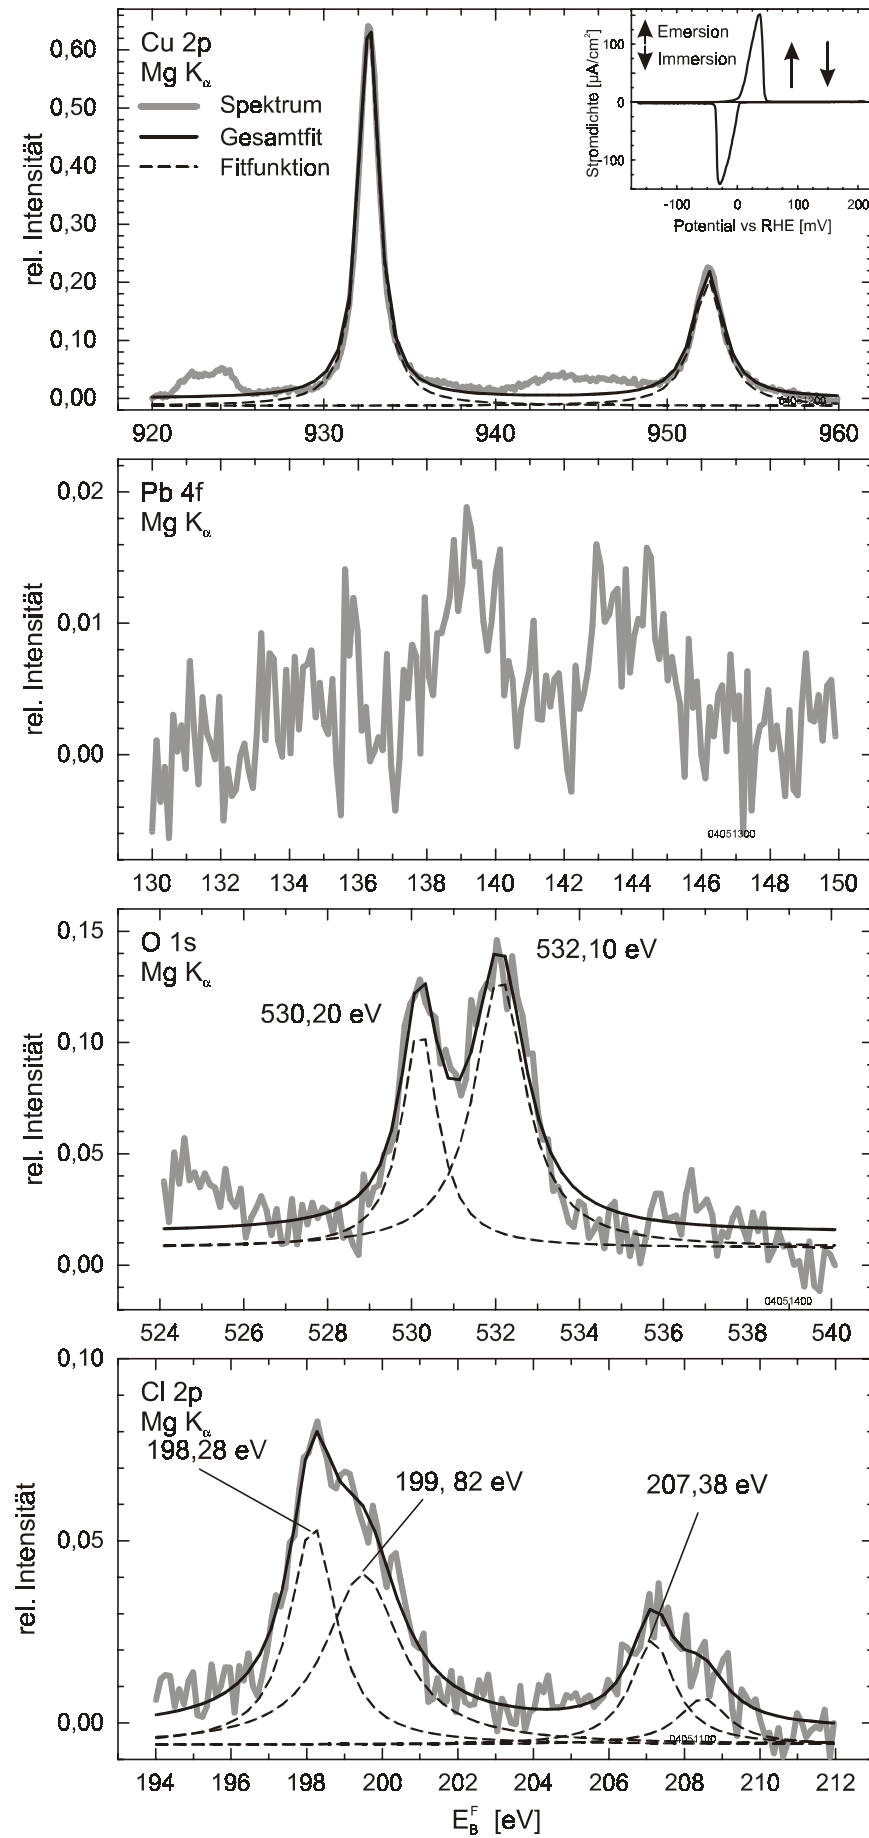 Cu 2p
Mg Kα
Spektrum
Gesamtfit
Fitfunktion
rel. Intensität
0,60
0,50
0,40
0,30
0,20
0,10
0,00
920 930 940 950 960
04051200
Emersion
Immersion
Stromdichte [µA/cm²]
100
0
-100
-100 0 100 200
Potential vs RHE [mV]
Pb 4f
Mg Kα
rel. Intensität
0,02
0,01
0,00
04051300
130 132 134 136 138 140 142 144 146 148 150
O 1s
Mg Kα
530,20 eV
532,10 eV
rel. Intensität
0,15
0,10
0,05
0,00
04051400
524 526 528 530 532 534 536 538 540
Cl 2p
Mg Kα
198,28 eV
199, 82 eV
207,38 eV
rel. Intensität
0,10
0,05
0,00
04051100
194 196 198 200 202 204 206 208 210 212
E_B^F [eV]